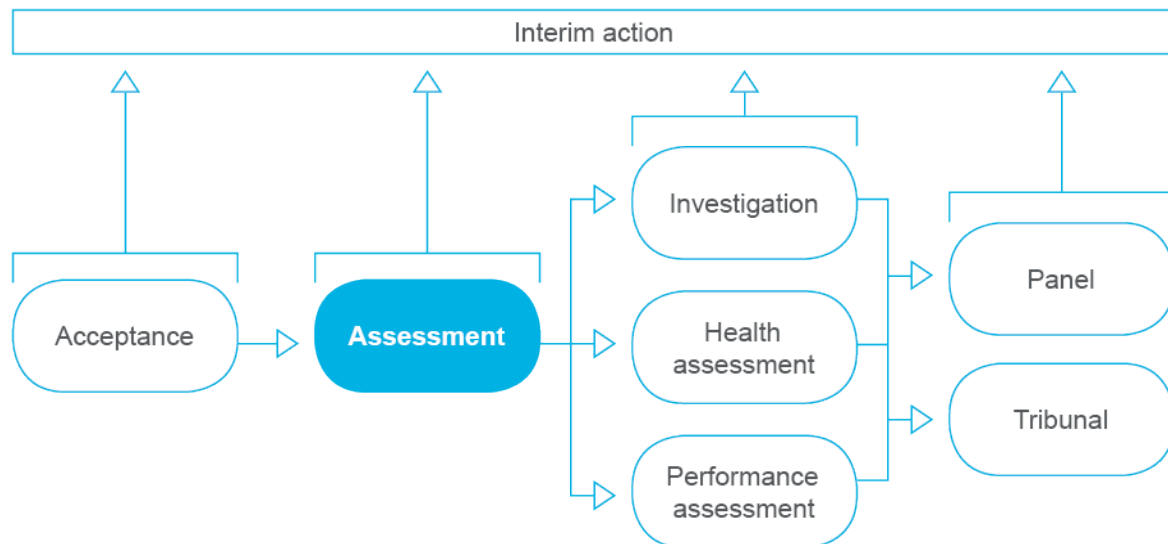 Interim action
Acceptance
Assessment
Investigation
Health
assessment
Performance
assessment
Panel
Tribunal